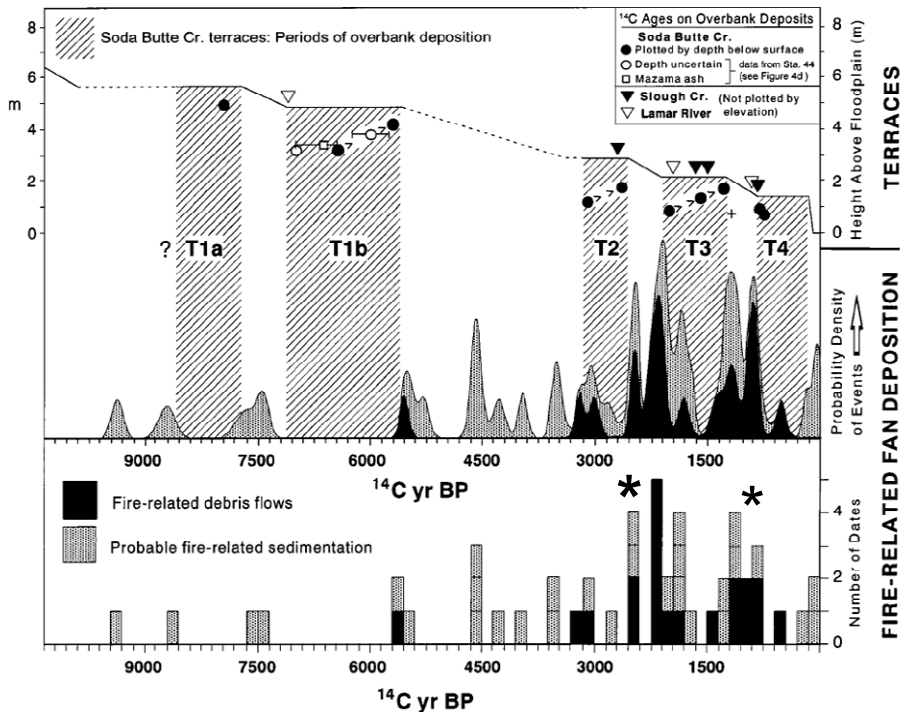 8
6
m
4
2
0
Soda Butte Cr. terraces: Periods of overbank deposition
¹⁴C Ages on Overbank Deposits
Soda Butte Cr.
Plotted by depth below surface
Depth uncertain
Mazama ash
data from Sta. 44
(see Figure 4d)
Slough Cr.
Lamar River
(Not plotted by
elevation)
8
6
4
2
0
Height Above Floodplain (m)
TERRACES
? T1a
T1b
T2
T3
T4
Probability Density
of Events
9000 7500 6000 4500 3000 1500
¹⁴C yr BP
* *
Fire-related debris flows
Probable fire-related sedimentation
4
2
0
Number of Dates
FIRE-RELATED FAN DEPOSITION
9000 7500 6000 4500 3000 1500
¹⁴C yr BP